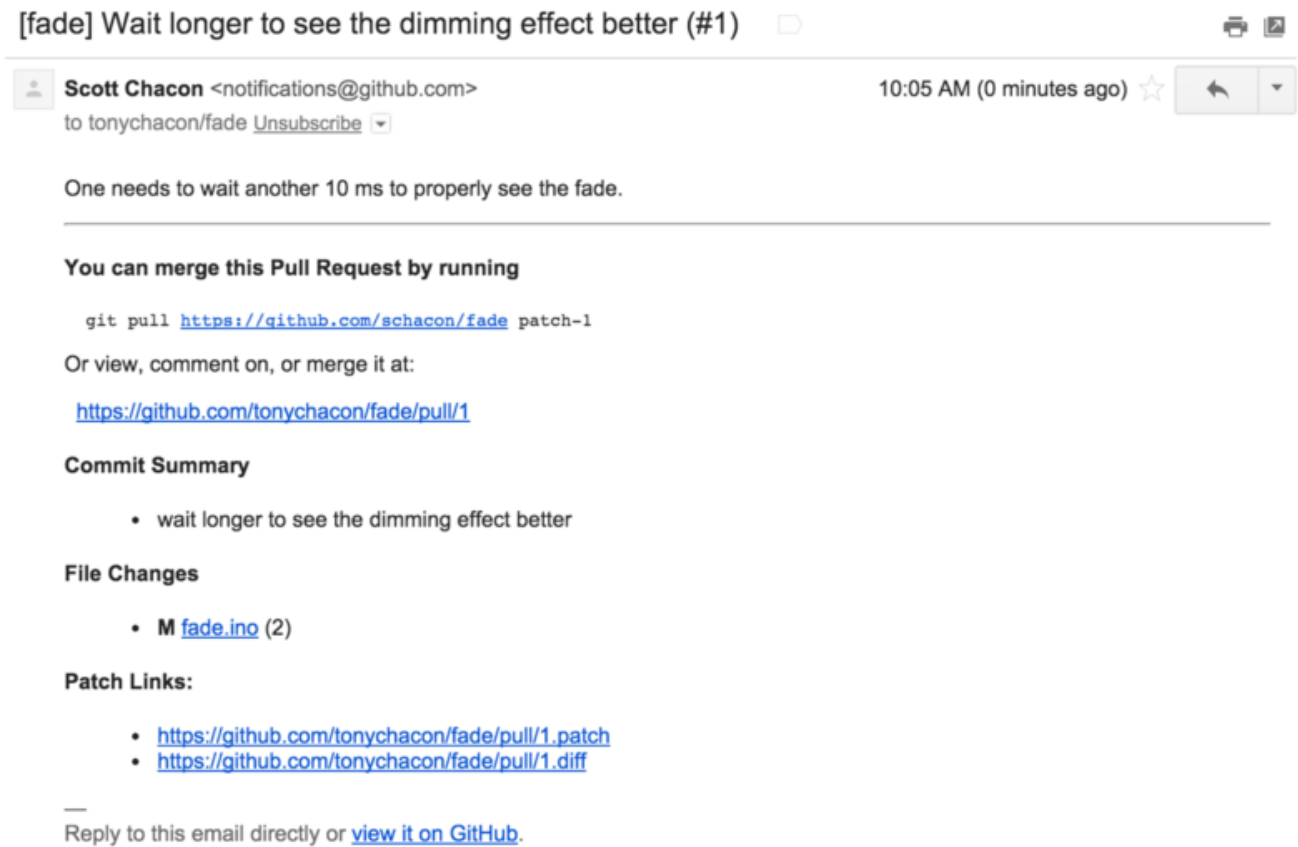 [fade] Wait longer to see the dimming effect better (#1)
Scott Chacon <notifications@github.com>
10:05 AM (0 minutes ago)
to tonychacon/fade Unsubscribe
One needs to wait another 10 ms to properly see the fade.
You can merge this Pull Request by running
git pull https://github.com/schacon/fade patch-1
Or view, comment on, or merge it at:
https://github.com/tonychacon/fade/pull/1
Commit Summary
• wait longer to see the dimming effect better
File Changes
• M fade.ino (2)
Patch Links:
• https://github.com/tonychacon/fade/pull/1.patch
• https://github.com/tonychacon/fade/pull/1.diff
—
Reply to this email directly or view it on GitHub.